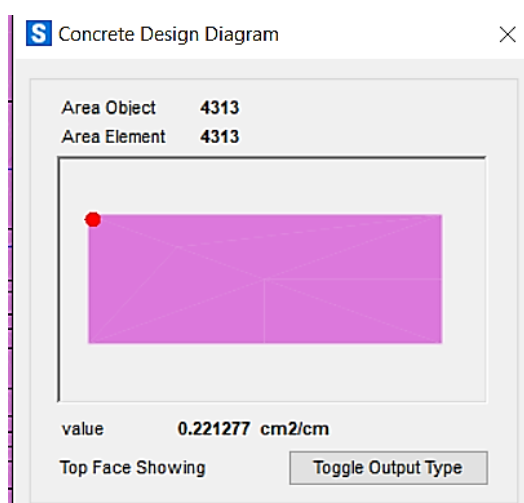 S Concrete Design Diagram
Area Object 4313
Area Element 4313
value 0.221277 cm2/cm
Top Face Showing Toggle Output Type